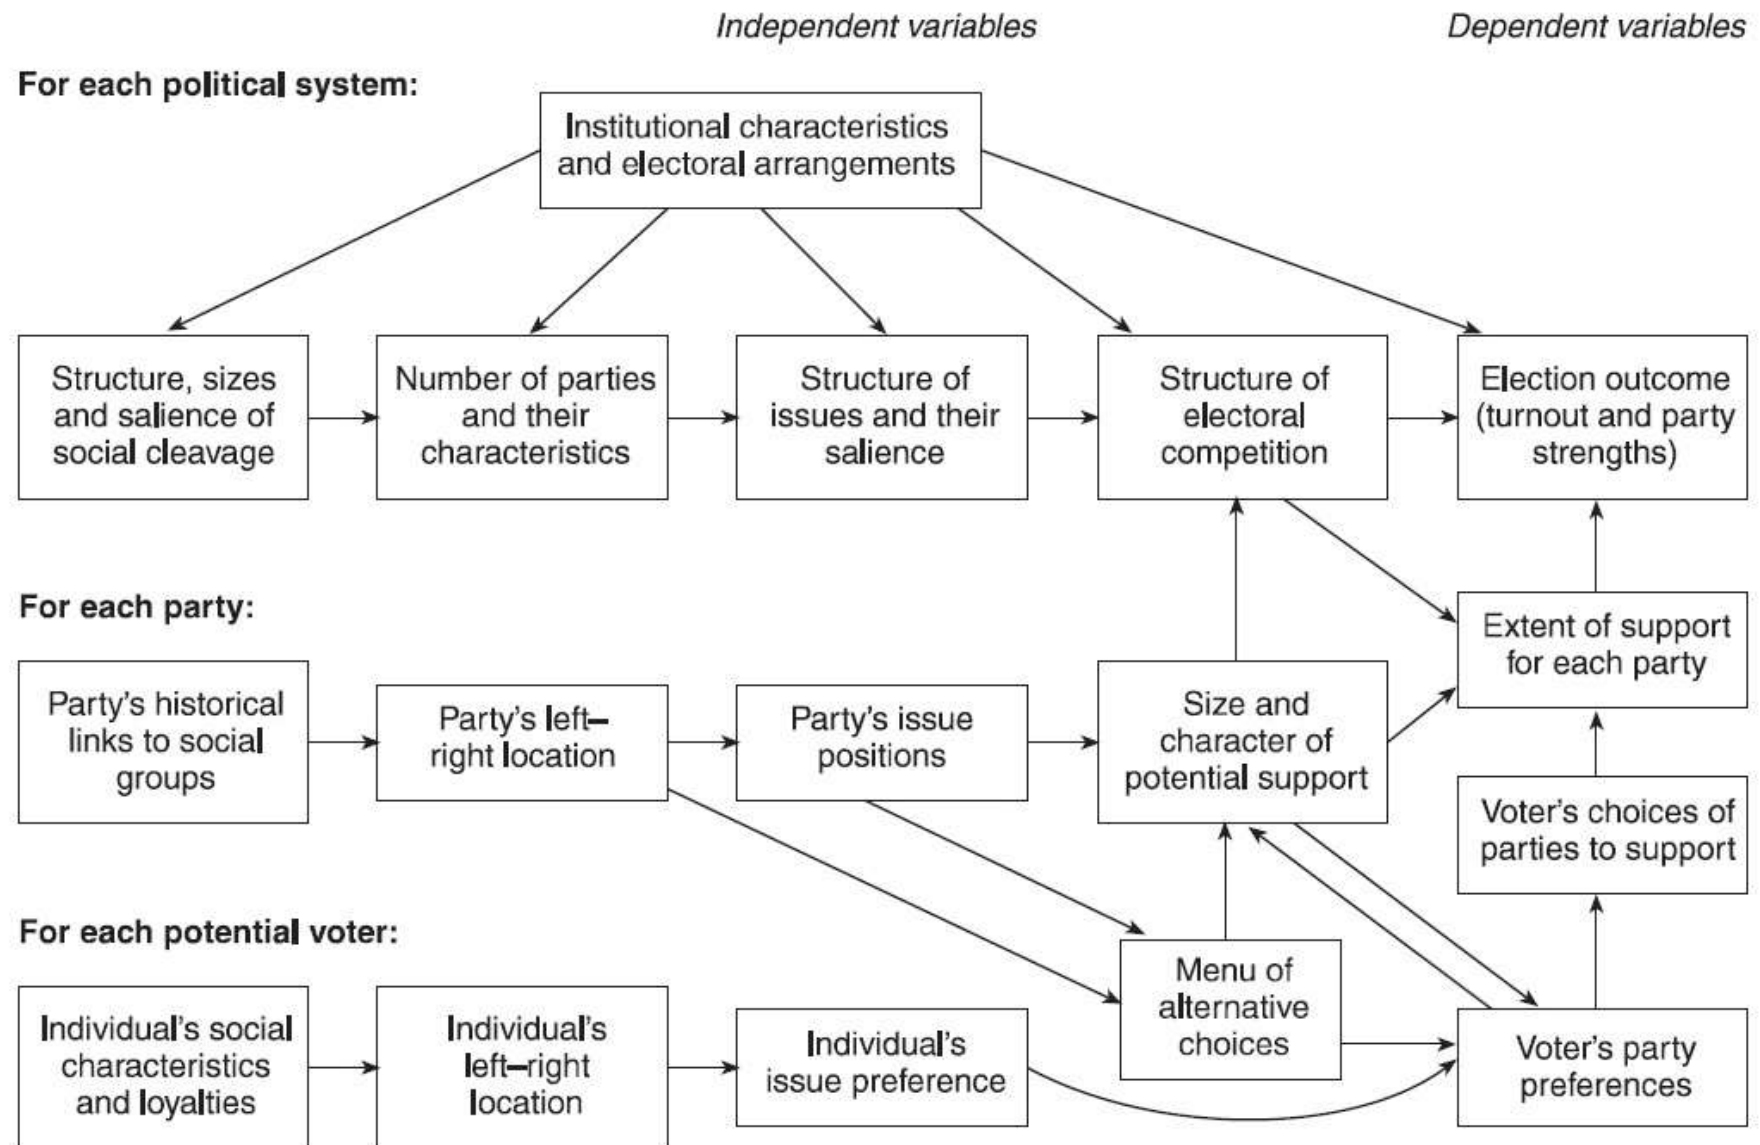 Independent variables
Dependent variables
For each political system:
Institutional characteristics
and electoral arrangements
Structure, sizes
and salience of
social cleavage
Number of parties
and their
characteristics
Structure of
issues and their
salience
Structure of
electoral
competition
Election outcome
(turnout and party
strengths)
For each party:
Party’s historical
links to social
groups
Party’s left–
right location
Party’s issue
positions
Size and
character of
potential support
Extent of support
for each party
Voter’s choices of
parties to support
For each potential voter:
Individual’s social
characteristics
and loyalties
Individual’s
left–right
location
Individual’s
issue preference
Menu of
alternative
choices
Voter’s party
preferences